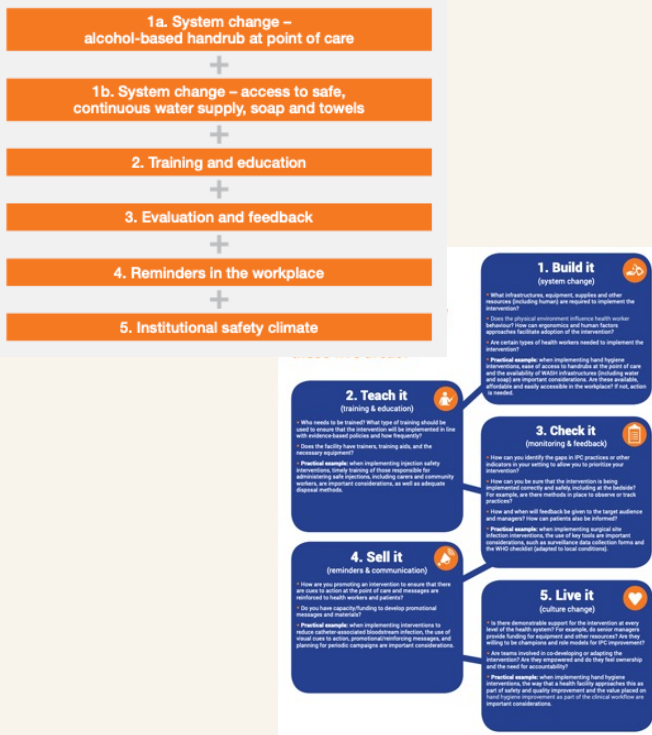 1a. System change –
alcohol-based handrub at point of care
+
1b. System change – access to safe,
continuous water supply, soap and towels
+
2. Training and education
+
3. Evaluation and feedback
+
4. Reminders in the workplace
+
5. Institutional safety climate
1. Build it
(system change)
• What infrastructures, equipment, supplies and other
resources (including human) are required to implement the
intervention?
• Does the physical environment influence health worker
behaviour? How can ergonomics and human factors
approaches facilitate adoption of the intervention?
• Are certain types of health workers needed to implement the
intervention?
• Practical example: when implementing hand hygiene
interventions, ease of access to handrubs at the point of care
and the availability of WASH infrastructures (including water
and soap) are important considerations. Are these available,
affordable and easily accessible in the workplace? If not, action
is needed.
2. Teach it
(training & education)
• Who needs to be trained? What type of training should be
used to ensure that the intervention will be implemented in line
with evidence-based policies and how frequently?
• Does the facility have trainers, training aids, and the
necessary equipment?
• Practical example: when implementing injection safety
interventions, timely training of those responsible for
administering safe injections, including carers and community
workers, are important considerations, as well as adequate
disposal methods.
3. Check it
(monitoring & feedback)
• How can you identify the gaps in IPC practices or other
indicators in your setting to allow you to prioritize your
intervention?
• How can you be sure that the intervention is being
implemented correctly and safely, including at the bedside?
For example, are there methods in place to observe or track
practices?
• How and when will feedback be given to the target audience
and managers? How can patients also be informed?
• Practical example: when implementing surgical site
infection interventions, the use of key tools are important
considerations, such as surveillance data collection forms and
the WHO checklist (adapted to local conditions).
4. Sell it
(reminders & communication)
• How are you promoting an intervention to ensure that there
are cues to action at the point of care and messages are
reinforced to health workers and patients?
• Do you have capacity/funding to develop promotional
messages and materials?
• Practical example: when implementing interventions to
reduce catheter-associated bloodstream infection, the use of
visual cues to action, promotional/reinforcing messages, and
planning for periodic campaigns are important considerations.
5. Live it
(culture change)
• Is there demonstrable support for the intervention at every
level of the health system? For example, do senior managers
provide funding for equipment and other resources? Are they
willing to be champions and role models for IPC improvement?
• Are teams involved in co-developing or adapting the
intervention? Are they empowered and do they feel ownership
and the need for accountability?
• Practical example: when implementing hand hygiene
interventions, the way that a health facility approaches this as
part of safety and quality improvement and the value placed on
hand hygiene improvement as part of the clinical workflow are
important considerations.